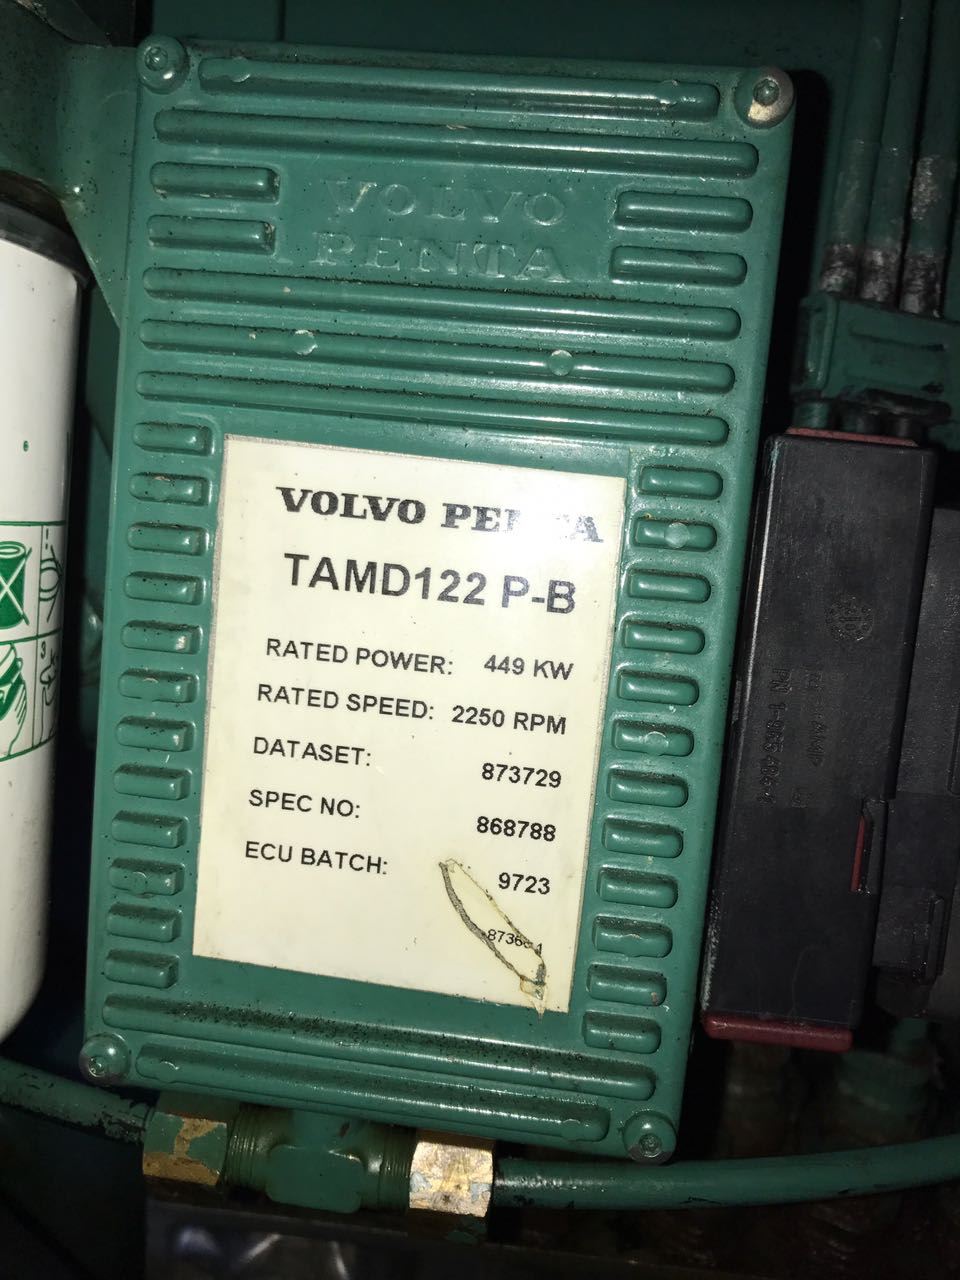 VOLVO
PENTA
VOLVO PENTA
TAMD122 P-B
RATED POWER: 449 KW
RATED SPEED: 2250 RPM
DATASET: 873729
SPEC NO: 868788
ECU BATCH: 9723